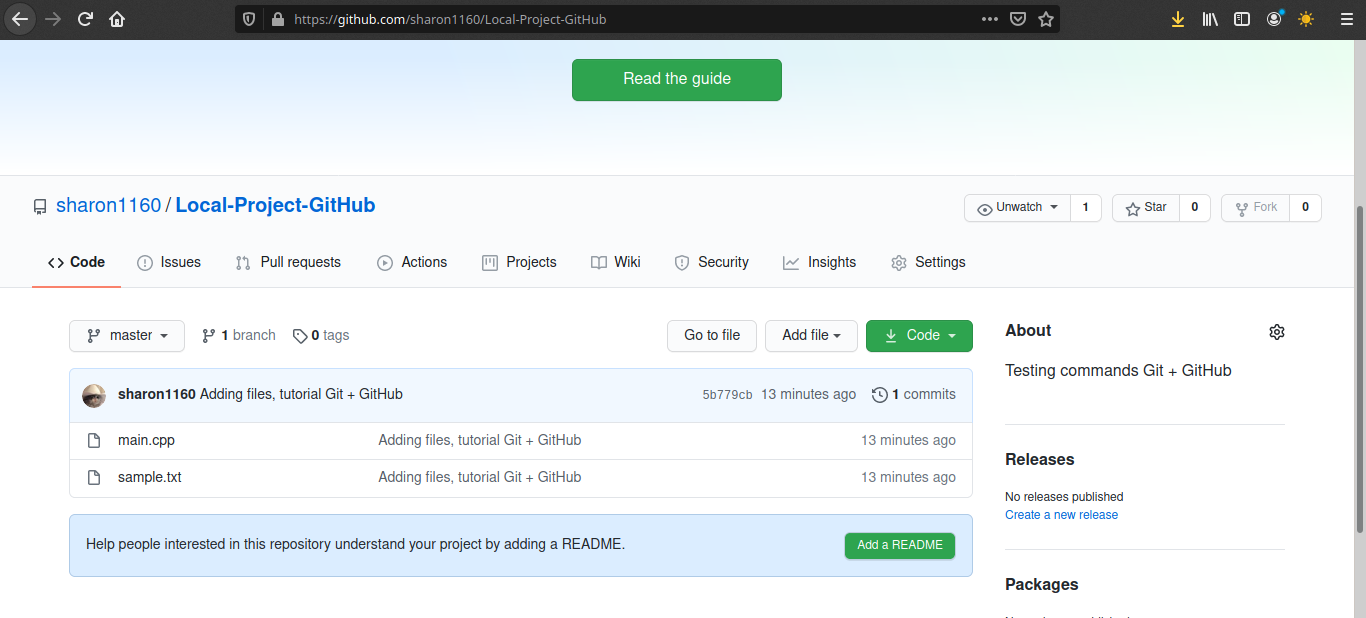 https://github.com/sharon1160/Local-Project-GitHub
Read the guide
sharon1160 / Local-Project-GitHub
Unwatch 1 Star 0 Fork 0
Code Issues Pull requests Actions Projects Wiki Security Insights Settings
master 1 branch 0 tags Go to file Add file Code
About
Testing commands Git + GitHub
sharon1160 Adding files, tutorial Git + GitHub 5b779cb 13 minutes ago 1 commits
main.cpp Adding files, tutorial Git + GitHub 13 minutes ago
sample.txt Adding files, tutorial Git + GitHub 13 minutes ago
Releases
No releases published
Create a new release
Help people interested in this repository understand your project by adding a README. Add a README
Packages